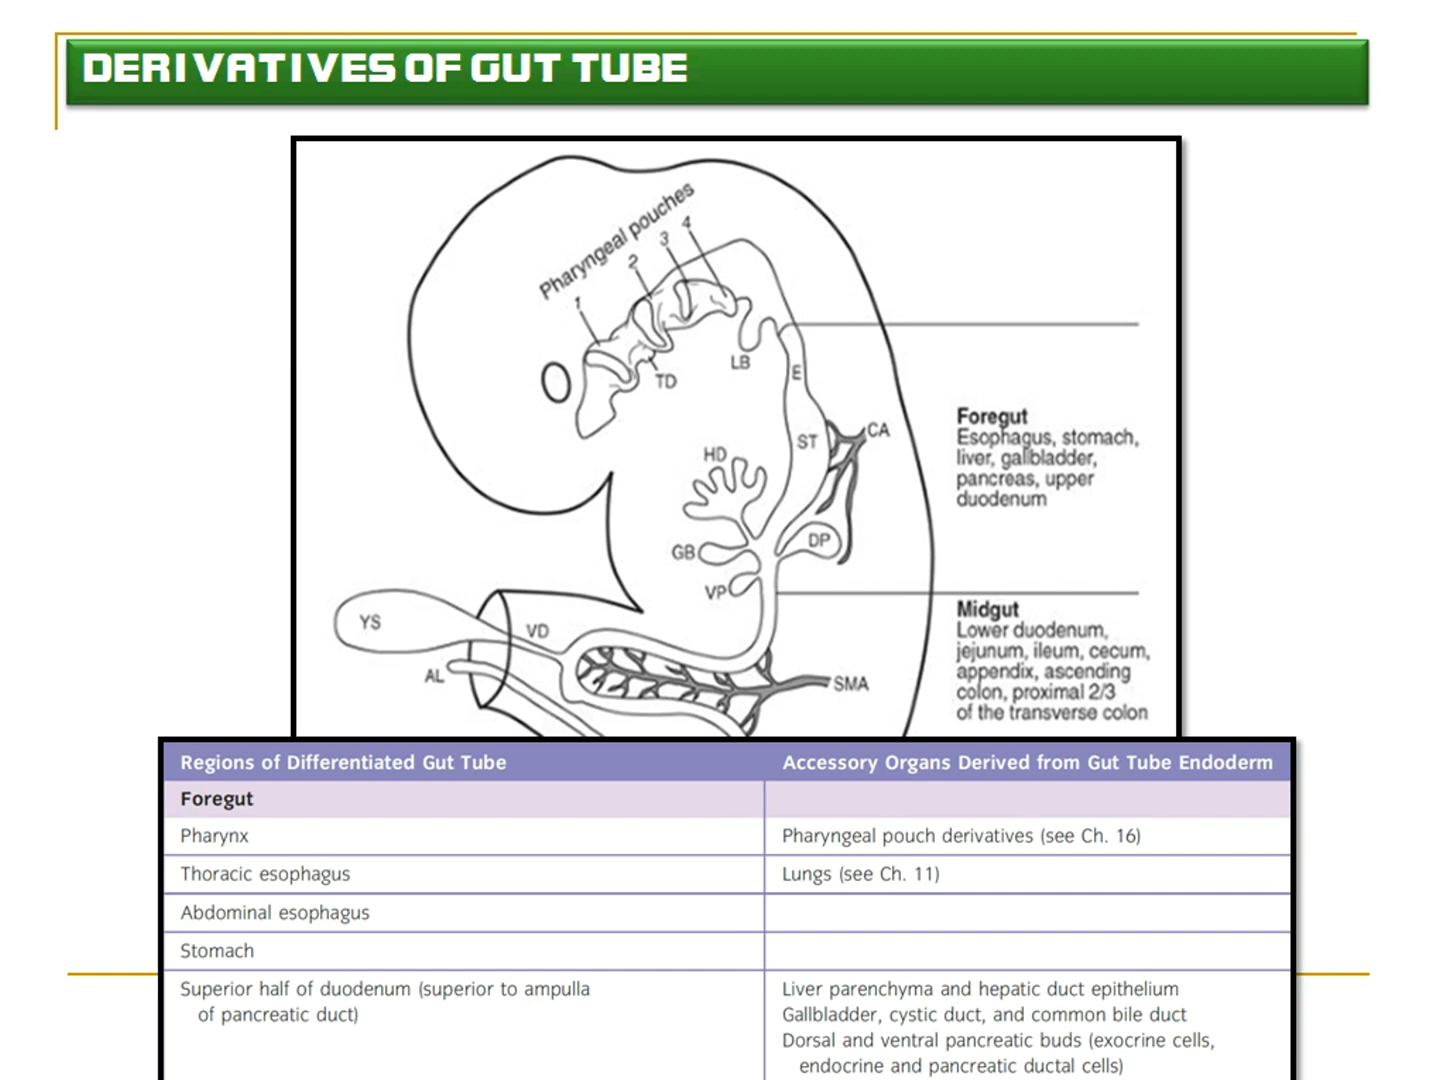 DERIVATIVES OF GUT TUBE
Pharyngeal pouches
1
2
3
4
TD
LB
E
ST
CA
HD
GB
DP
VP
YS
VD
AL
SMA
Foregut
Esophagus, stomach,
liver, gallbladder,
pancreas, upper
duodenum
Midgut
Lower duodenum,
jejunum, ileum, cecum,
appendix, ascending
colon, proximal 2/3
of the transverse colon
Regions of Differentiated Gut Tube
Accessory Organs Derived from Gut Tube Endoderm
Foregut
Pharynx
Pharyngeal pouch derivatives (see Ch. 16)
Thoracic esophagus
Lungs (see Ch. 11)
Abdominal esophagus
Stomach
Superior half of duodenum (superior to ampulla
of pancreatic duct)
Liver parenchyma and hepatic duct epithelium
Gallbladder, cystic duct, and common bile duct
Dorsal and ventral pancreatic buds (exocrine cells,
endocrine and pancreatic ductal cells)